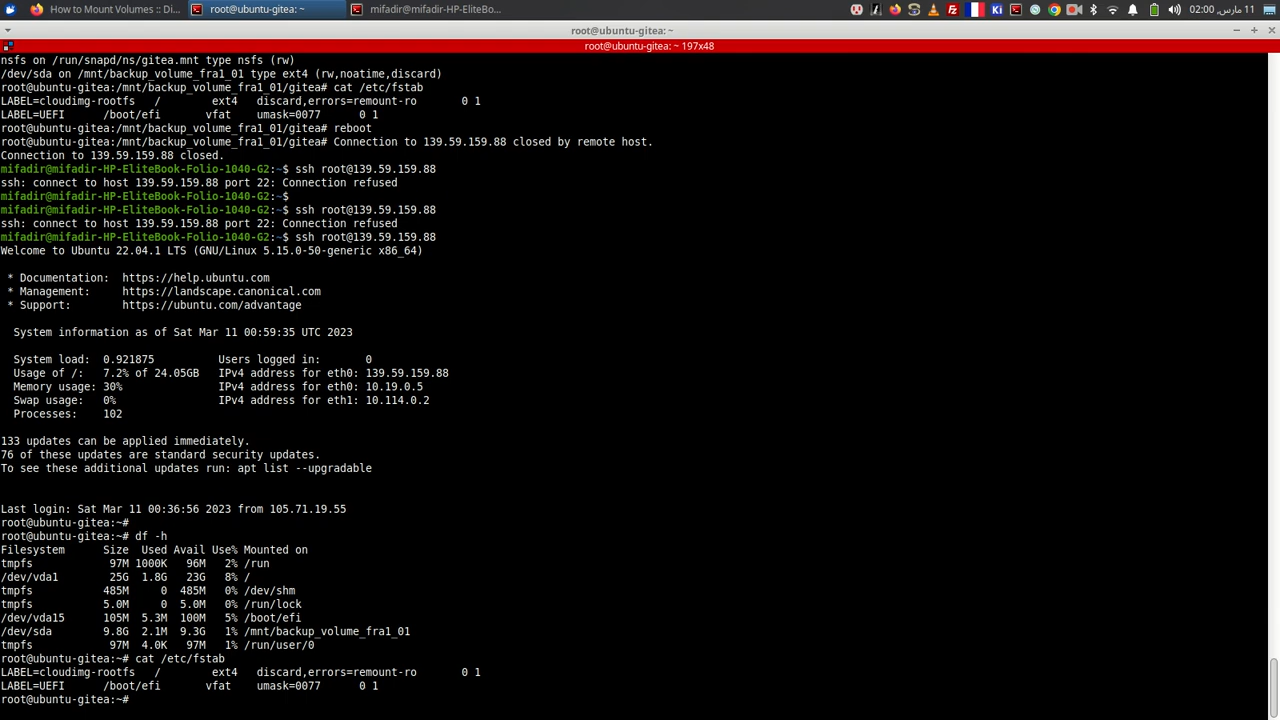 How to Mount Volumes :: Di...
root@ubuntu-gitea: ~
mifadir@mifadir-HP-EliteBoo...
Ki
11 مارس, 02:00
root@ubuntu-gitea: ~
root@ubuntu-gitea: ~ 197x48
nsfs on /run/snapd/ns/gitea.mnt type nsfs (rw)
/dev/sda on /mnt/backup_volume_fra1_01 type ext4 (rw,noatime,discard)
root@ubuntu-gitea:/mnt/backup_volume_fra1_01/gitea# cat /etc/fstab
LABEL=cloudimg-rootfs   /        ext4   discard,errors=remount-ro       0 1
LABEL=UEFI      /boot/efi       vfat    umask=0077      0 1
root@ubuntu-gitea:/mnt/backup_volume_fra1_01/gitea# reboot
root@ubuntu-gitea:/mnt/backup_volume_fra1_01/gitea# Connection to 139.59.159.88 closed by remote host.
Connection to 139.59.159.88 closed.
mifadir@mifadir-HP-EliteBook-Folio-1040-G2:~$ ssh root@139.59.159.88
ssh: connect to host 139.59.159.88 port 22: Connection refused
mifadir@mifadir-HP-EliteBook-Folio-1040-G2:~$
mifadir@mifadir-HP-EliteBook-Folio-1040-G2:~$ ssh root@139.59.159.88
ssh: connect to host 139.59.159.88 port 22: Connection refused
mifadir@mifadir-HP-EliteBook-Folio-1040-G2:~$ ssh root@139.59.159.88
Welcome to Ubuntu 22.04.1 LTS (GNU/Linux 5.15.0-50-generic x86_64)
* Documentation:  https://help.ubuntu.com
* Management:     https://landscape.canonical.com
* Support:        https://ubuntu.com/advantage
System information as of Sat Mar 11 00:59:35 UTC 2023
System load:  0.921875          Users logged in:       0
Usage of /:   7.2% of 24.05GB   IPv4 address for eth0: 139.59.159.88
Memory usage: 30%               IPv4 address for eth0: 10.19.0.5
Swap usage:   0%                IPv4 address for eth1: 10.114.0.2
Processes:    102
133 updates can be applied immediately.
76 of these updates are standard security updates.
To see these additional updates run: apt list --upgradable
Last login: Sat Mar 11 00:36:56 2023 from 105.71.19.55
root@ubuntu-gitea:~#
root@ubuntu-gitea:~# df -h
Filesystem      Size  Used Avail Use% Mounted on
tmpfs            97M 1000K   96M   2% /run
/dev/vda1        25G  1.8G   23G   8% /
tmpfs           485M     0  485M   0% /dev/shm
tmpfs           5.0M     0  5.0M   0% /run/lock
/dev/vda15      105M  5.3M  100M   5% /boot/efi
/dev/sda        9.8G  2.1M  9.3G   1% /mnt/backup_volume_fra1_01
tmpfs            97M  4.0K   97M   1% /run/user/0
root@ubuntu-gitea:~# cat /etc/fstab
LABEL=cloudimg-rootfs   /        ext4   discard,errors=remount-ro       0 1
LABEL=UEFI      /boot/efi       vfat    umask=0077      0 1
root@ubuntu-gitea:~#